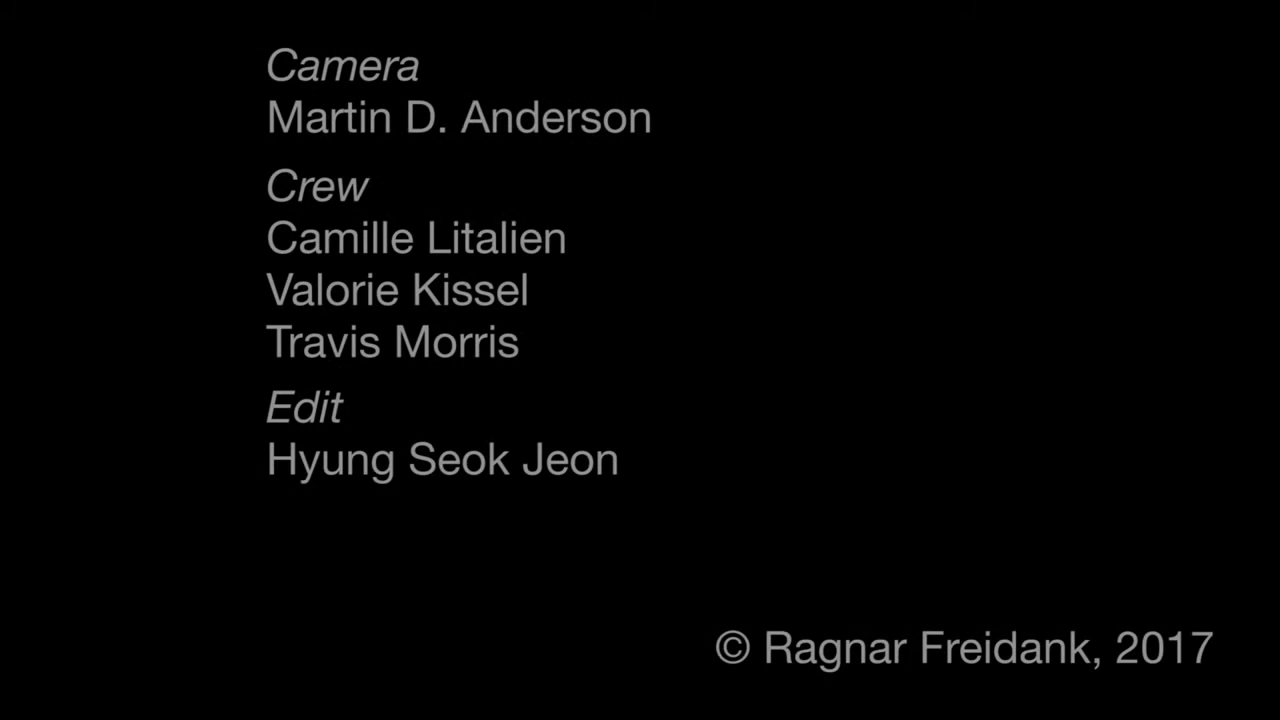 Camera
Martin D. Anderson
Crew
Camille Litalien
Valorie Kissel
Travis Morris
Edit
Hyung Seok Jeon
© Ragnar Freidank, 2017